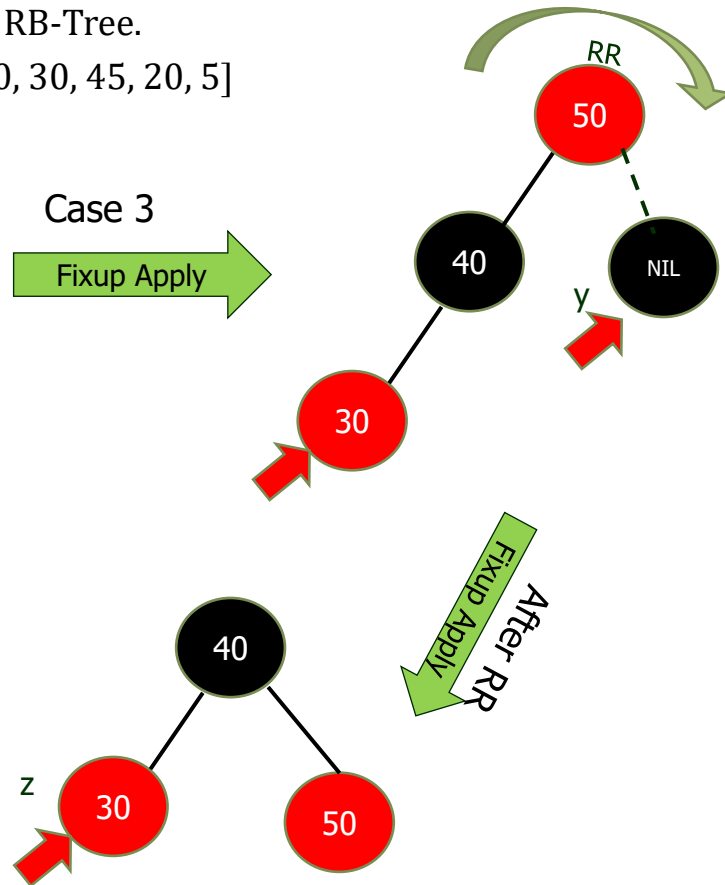 RB-Tree.
0, 30, 45, 20, 5]
RR
50
Case 3
Fixup Apply
40
NIL
y
30
Fixup Apply
After RR
40
z
30
50